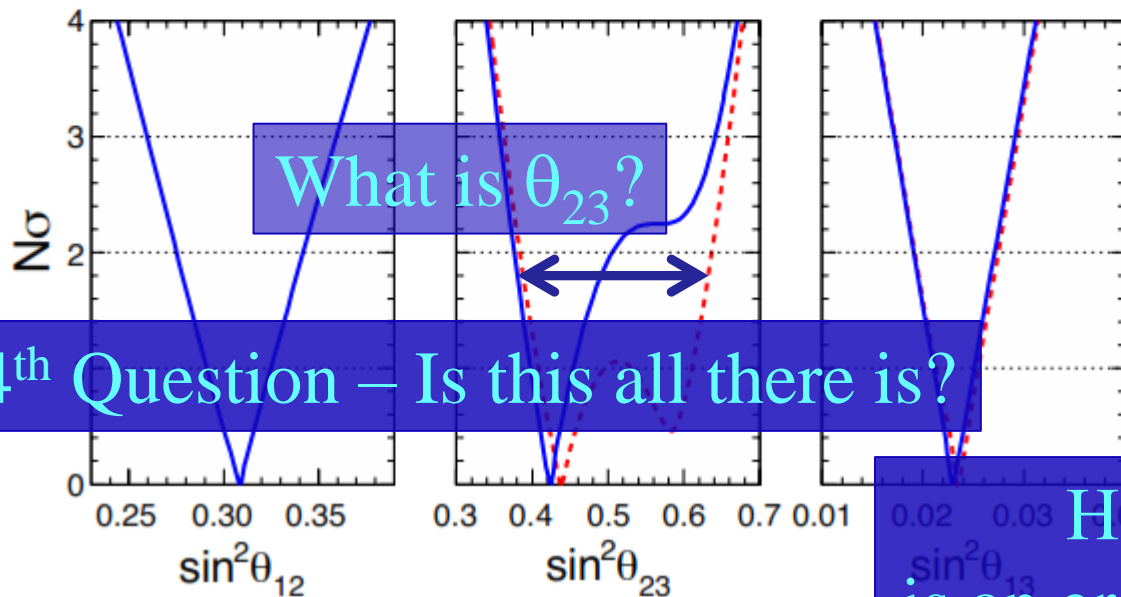 4
3
2
0
Nσ
What is θ₂₃?
4ᵗʰ Question – Is this all there is?
0.25 0.30 0.35
0.3 0.4 0.5 0.6 0.7
0.01 0.02 0.03
sin²θ₁₂
sin²θ₂₃
sin²θ₁₃
H
is an